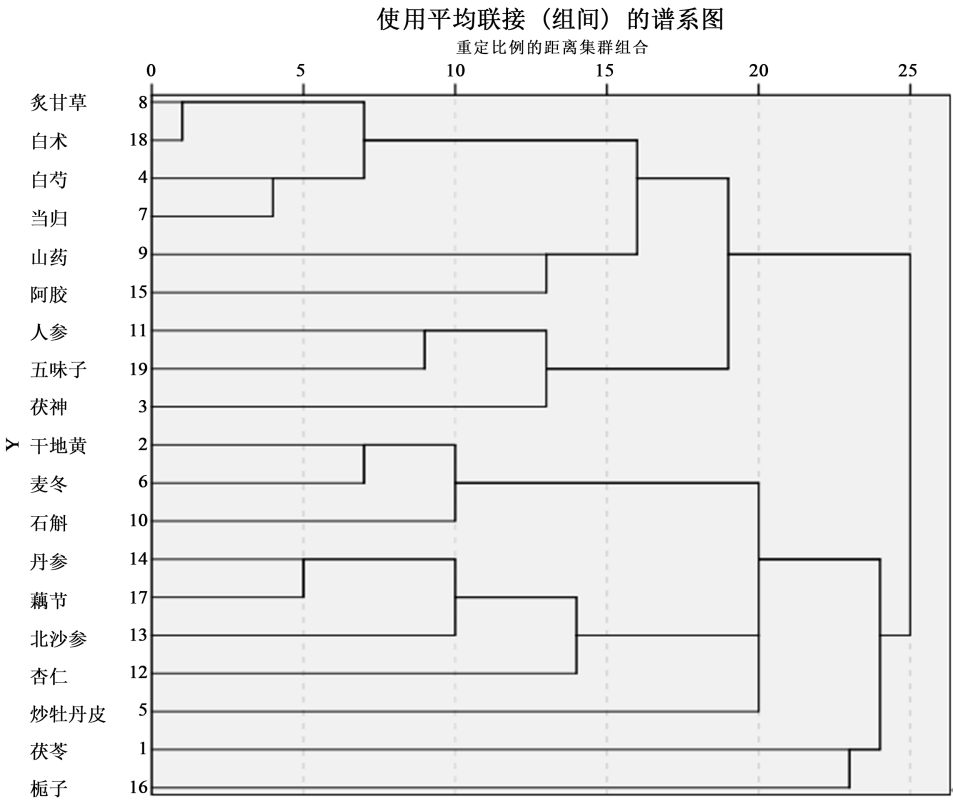 使用平均联接（组间）的谱系图
重定比例的距离集群组合
0 5 10 15 20 25
炙甘草 8
白术 18
白芍 4
当归 7
山药 9
阿胶 15
人参 11
五味子 19
茯神 3
Y
干地黄 2
麦冬 6
石斛 10
丹参 14
藕节 17
北沙参 13
杏仁 12
炒牡丹皮 5
茯苓 1
栀子 16